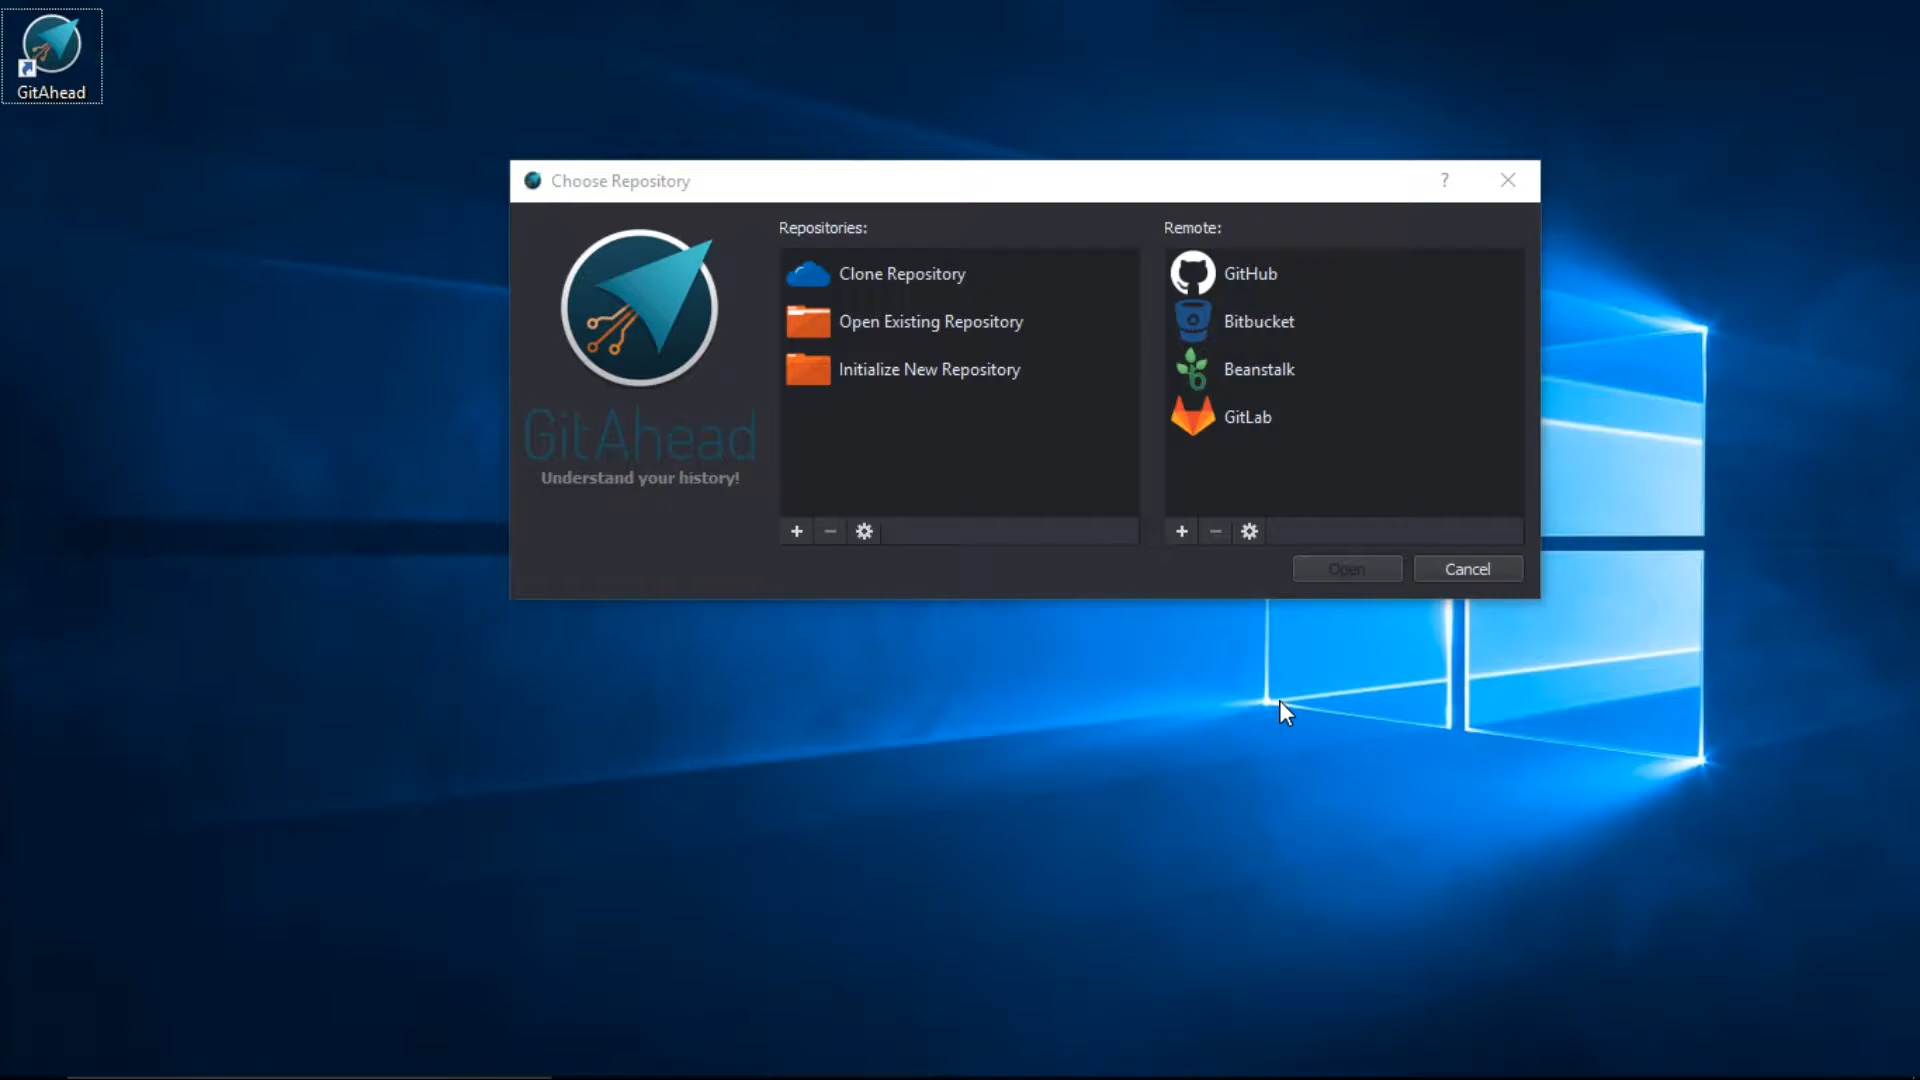 GitAhead
Choose Repository
?
Repositories:
Clone Repository
Open Existing Repository
Initialize New Repository
Remote:
GitHub
Bitbucket
Beanstalk
GitLab
GitAhead
Understand your history!
Open
Cancel